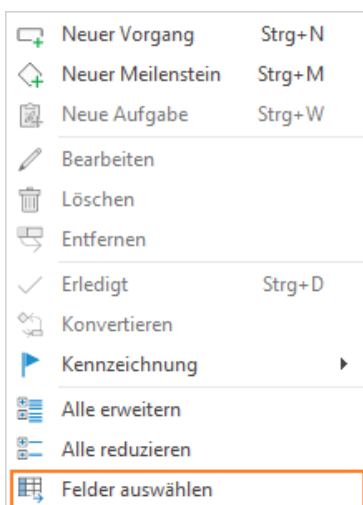 Neuer Vorgang Strg+N
Neuer Meilenstein Strg+M
Neue Aufgabe Strg+W
Bearbeiten
Löschen
Entfernen
Erledigt Strg+D
Konvertieren
Kennzeichnung
Alle erweitern
Alle reduzieren
Felder auswählen